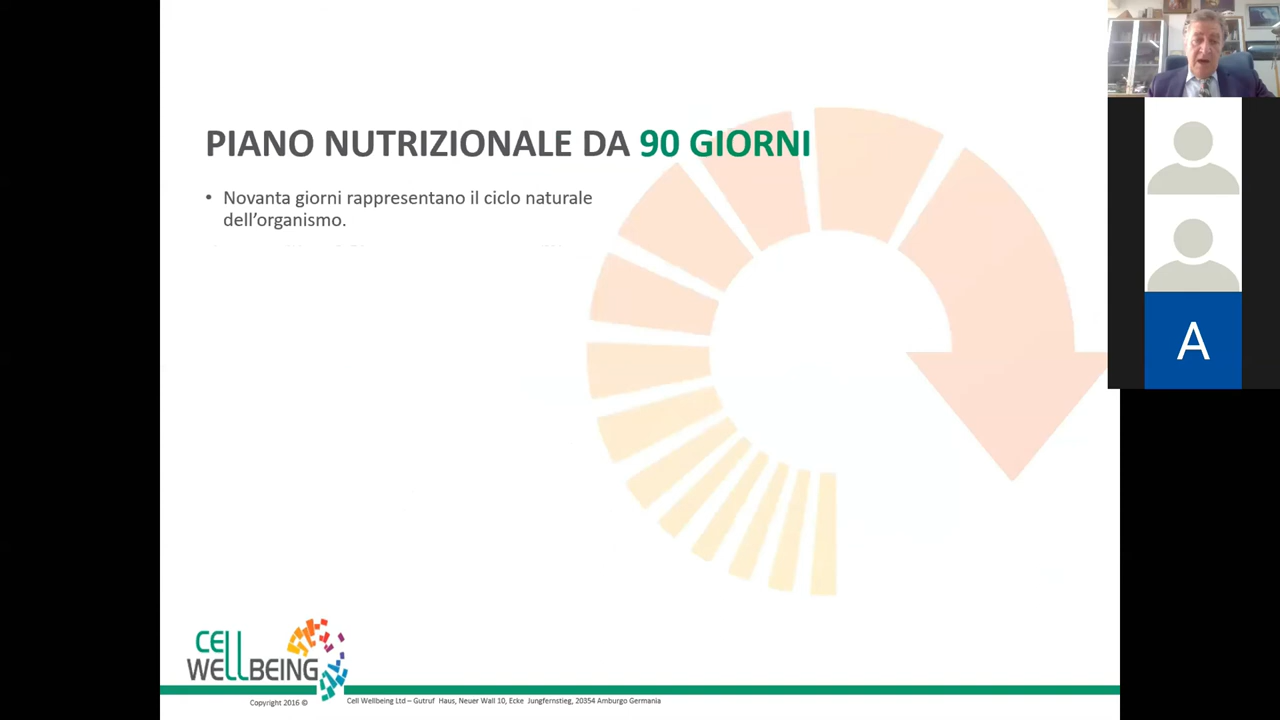 PIANO NUTRIZIONALE DA 90 GIORNI
• Novanta giorni rappresentano il ciclo naturale
dell’organismo.
A
CELL
WELLBEING
Copyright 2016 ©
Cell Wellbeing Ltd – Gutruf Haus, Neuer Wall 10, Ecke Jungfernstieg, 20354 Amburgo Germania